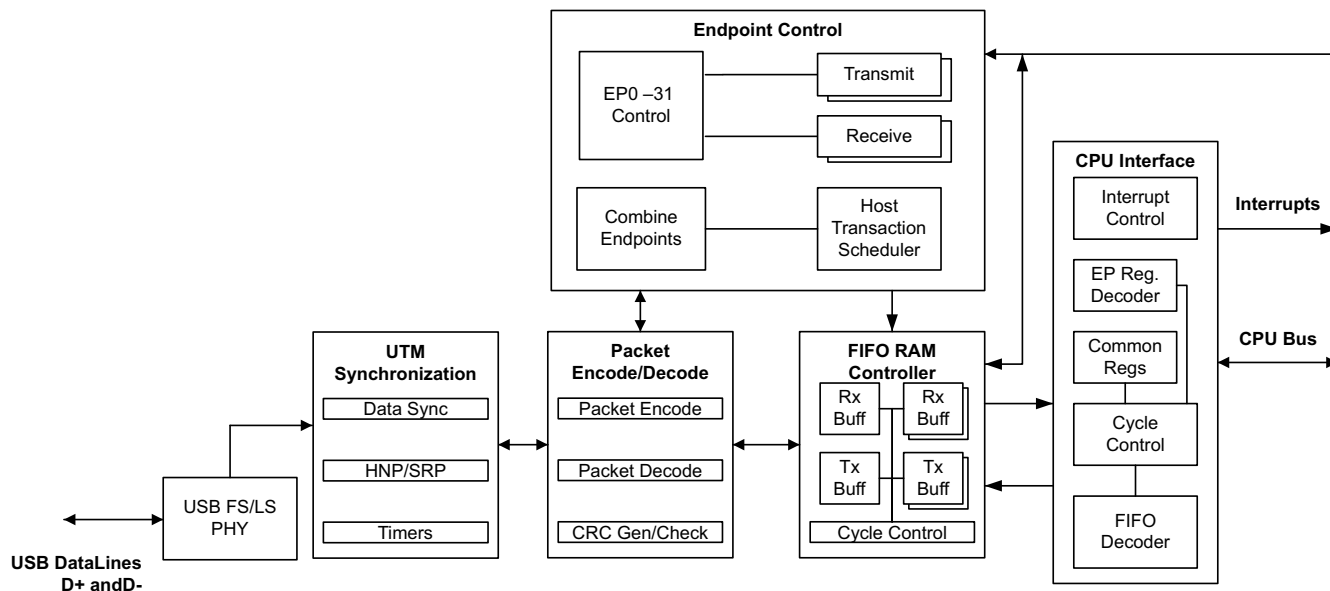 Endpoint Control
EP0 –31
Control
Transmit
Receive
Combine
Endpoints
Host
Transaction
Scheduler
CPU Interface
Interrupt
Control
EP Reg.
Decoder
Common
Regs
Cycle
Control
FIFO
Decoder
Interrupts
CPU Bus
UTM
Synchronization
Data Sync
HNP/SRP
Timers
Packet
Encode/Decode
Packet Encode
Packet Decode
CRC Gen/Check
FIFO RAM
Controller
Rx
Buff
Rx
Buff
Tx
Buff
Tx
Buff
Cycle Control
USB FS/LS
PHY
USB DataLines
D+ andD-